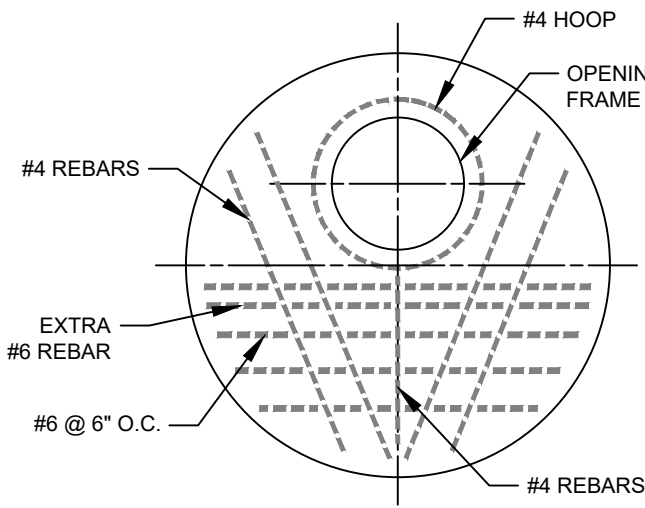 #4 HOOP
OPENIN
FRAME
#4 REBARS
EXTRA
#6 REBAR
#6 @ 6" O.C.
#4 REBARS